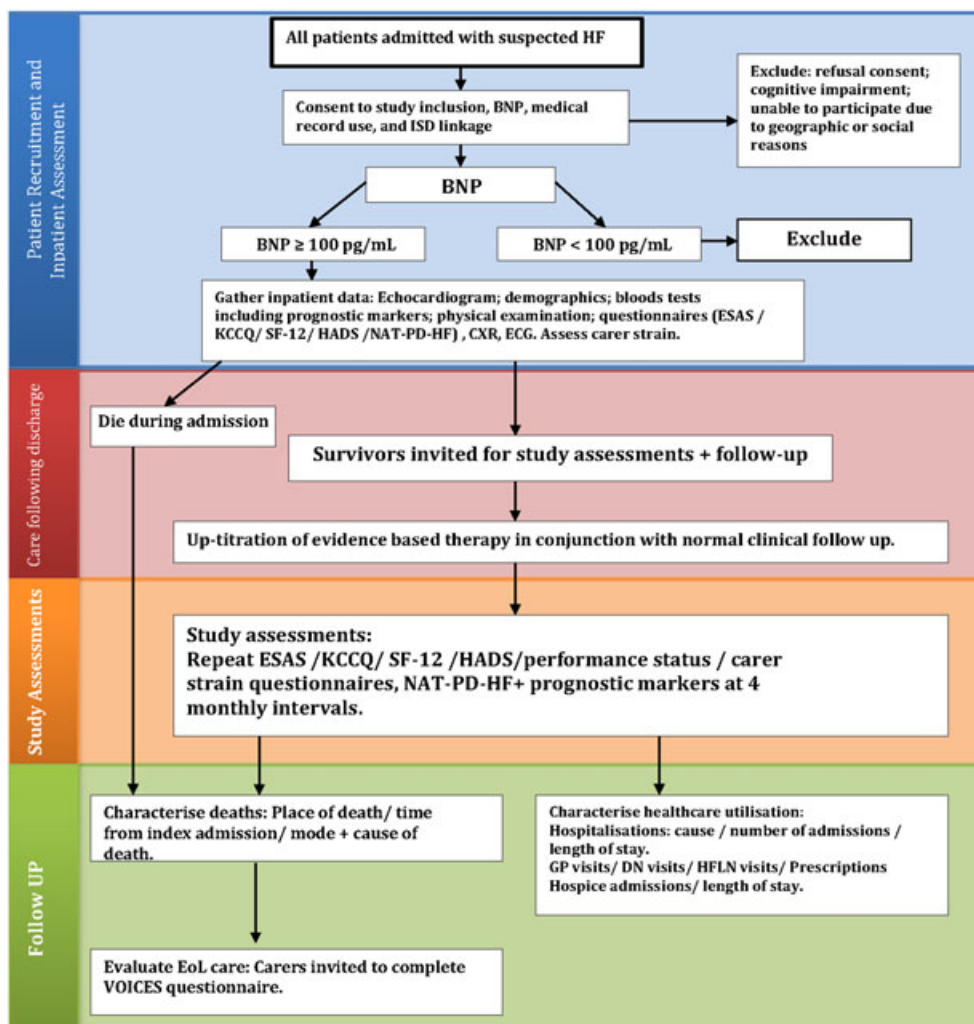 Patient Recruitment and
Inpatient Assessment
All patients admitted with suspected HF
Consent to study inclusion, BNP, medical
record use, and ISD linkage
Exclude: refusal consent;
cognitive impairment;
unable to participate due
to geographic or social
reasons
BNP
BNP ≥ 100 pg/mL
BNP < 100 pg/mL
Exclude
Gather inpatient data: Echocardiogram; demographics; bloods tests
including prognostic markers; physical examination; questionnaires (ESAS /
KCCQ/ SF-12/ HADS /NAT-PD-HF) , CXR, ECG. Assess carer strain.
Care following discharge
Die during admission
Survivors invited for study assessments + follow-up
Up-titration of evidence based therapy in conjunction with normal clinical follow up.
Study Assessments
Study assessments:
Repeat ESAS /KCCQ/ SF-12 /HADS/performance status / carer
strain questionnaires, NAT-PD-HF+ prognostic markers at 4
monthly intervals.
Follow UP
Characterise deaths: Place of death/ time
from index admission/ mode + cause of
death.
Characterise healthcare utilisation:
Hospitalisations: cause / number of admissions /
length of stay.
GP visits/ DN visits/ HFLN visits/ Prescriptions
Hospice admissions/ length of stay.
Evaluate EoL care: Carers invited to complete
VOICES questionnaire.